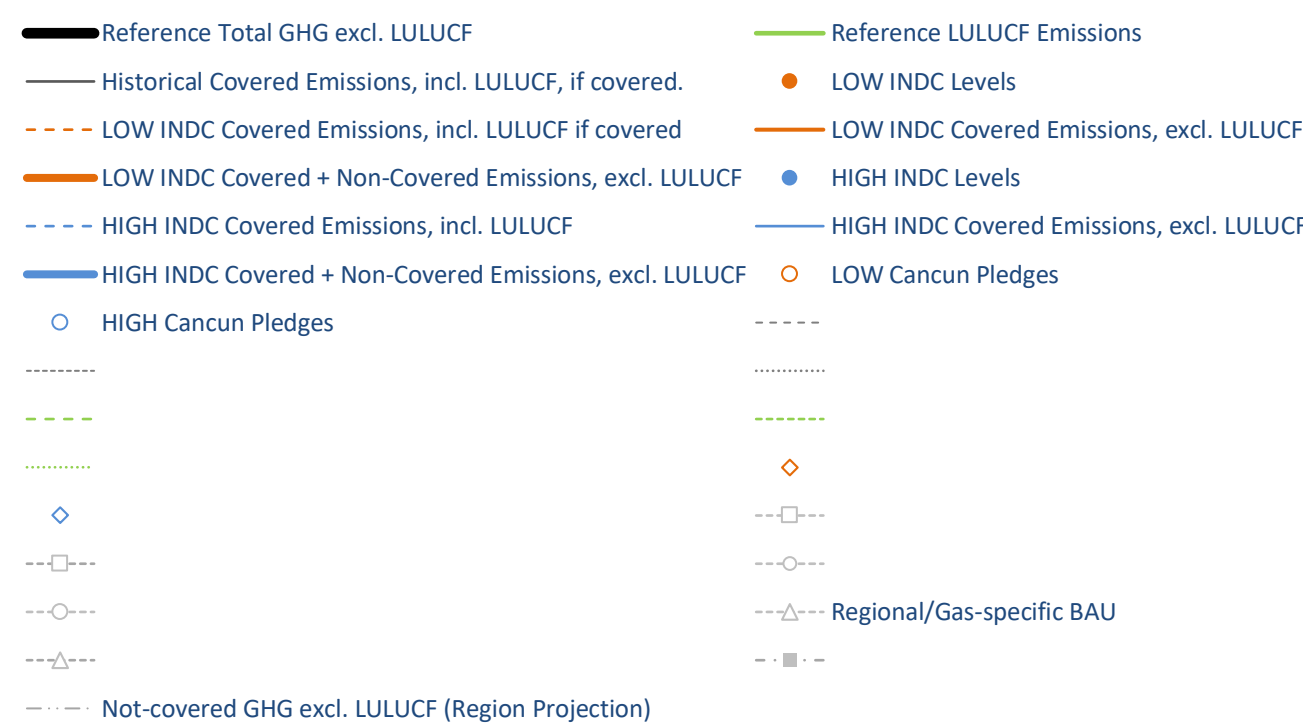 Reference Total GHG excl. LULUCF
Reference LULUCF Emissions
Historical Covered Emissions, incl. LULUCF, if covered.
LOW INDC Levels
LOW INDC Covered Emissions, incl. LULUCF if covered
LOW INDC Covered Emissions, excl. LULUCF
LOW INDC Covered + Non-Covered Emissions, excl. LULUCF
HIGH INDC Levels
HIGH INDC Covered Emissions, incl. LULUCF
HIGH INDC Covered Emissions, excl. LULUCF
HIGH INDC Covered + Non-Covered Emissions, excl. LULUCF
LOW Cancun Pledges
HIGH Cancun Pledges
Regional/Gas-specific BAU
Not-covered GHG excl. LULUCF (Region Projection)